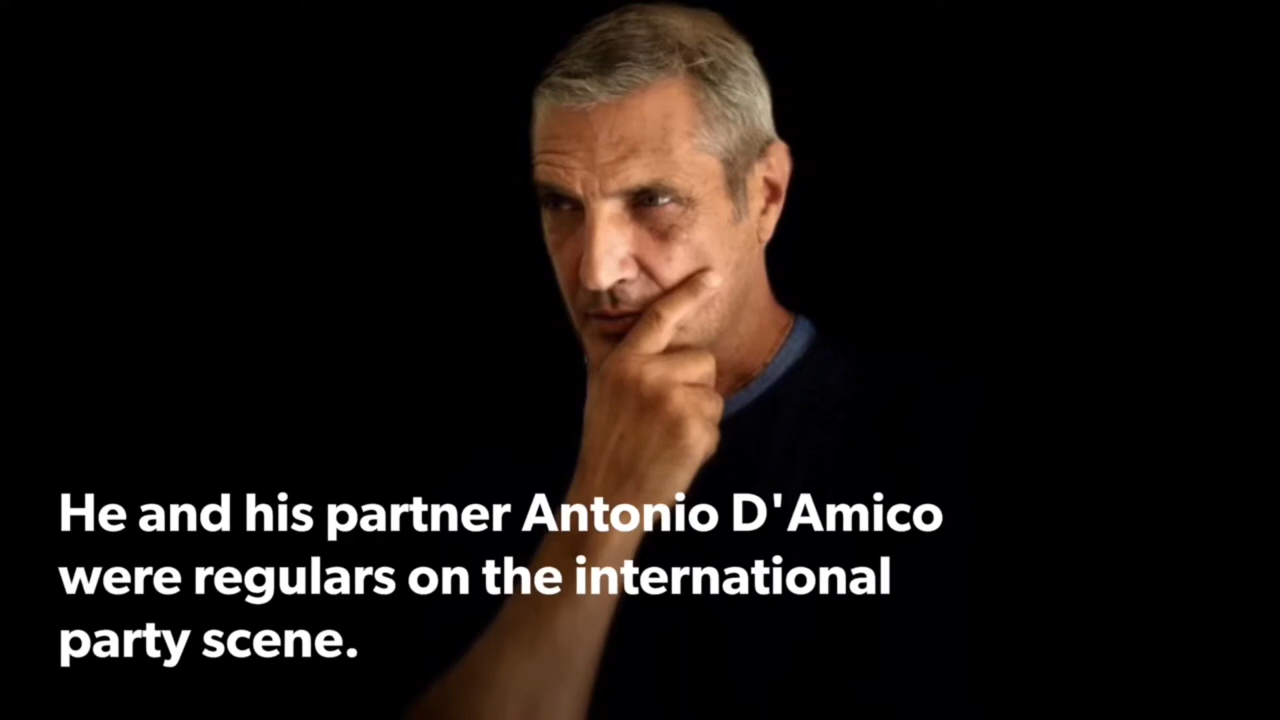 He and his partner Antonio D'Amico
were regulars on the international
party scene.